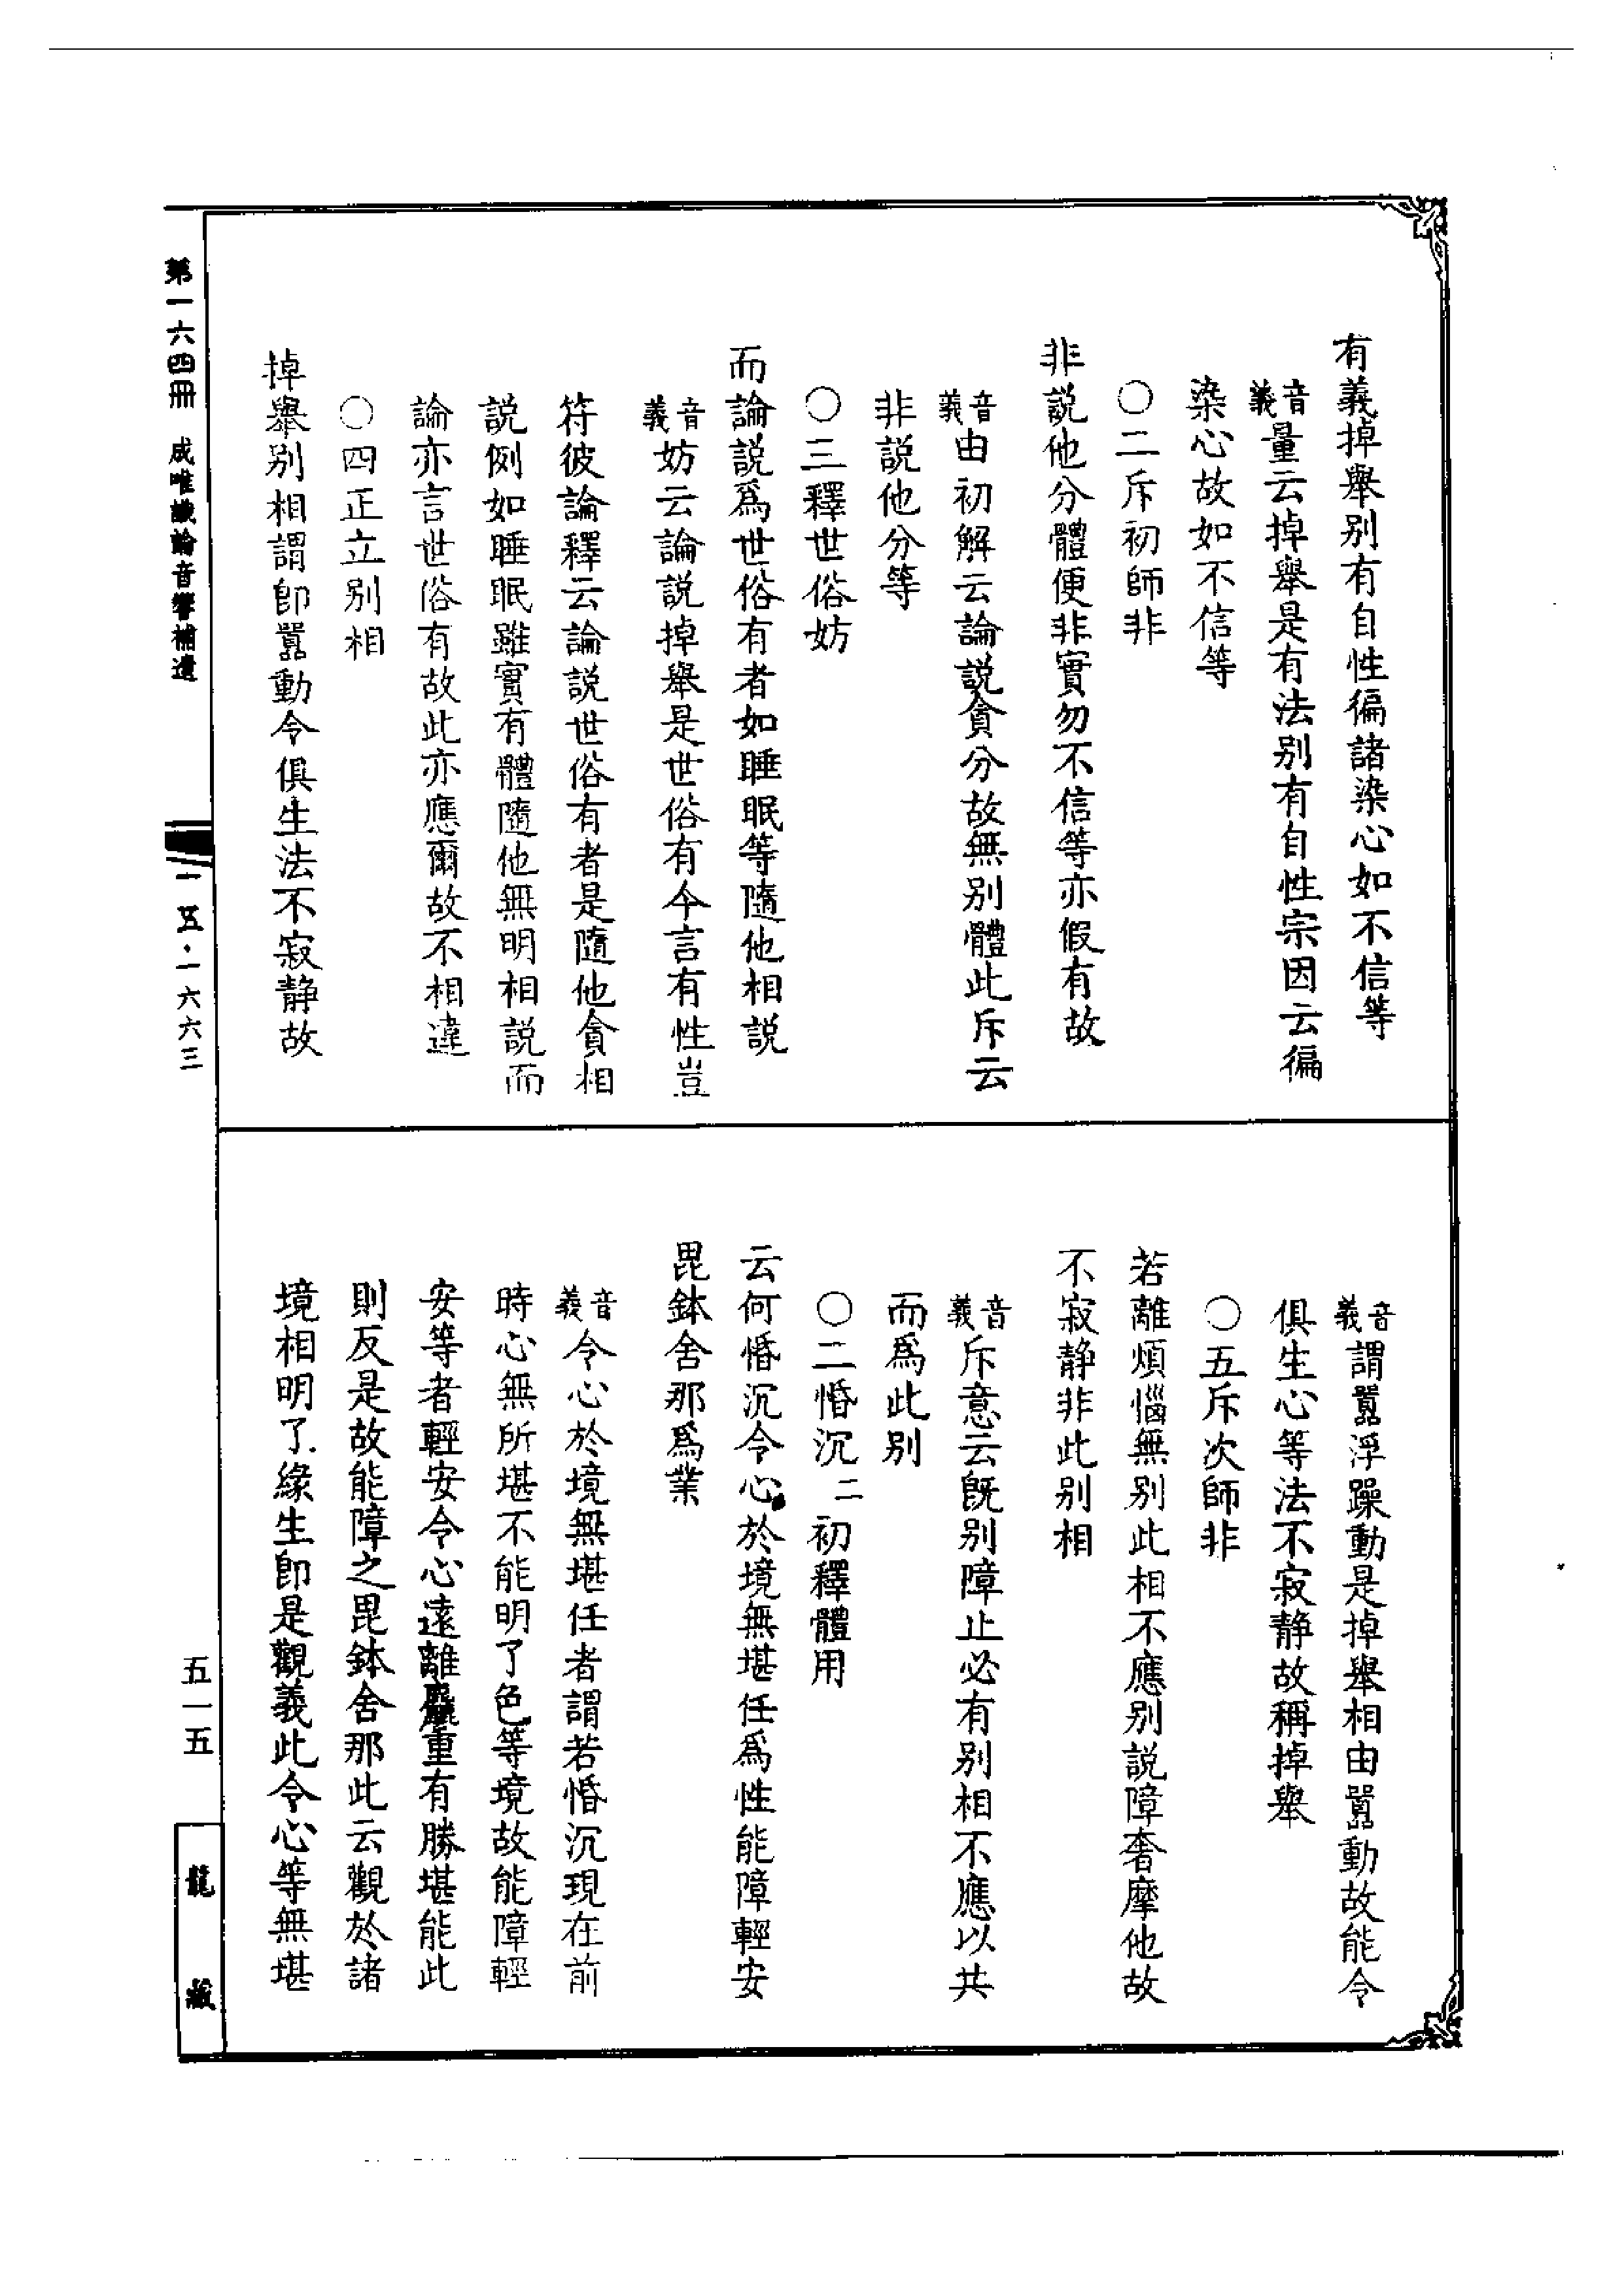 有義掉舉別有自性徧諸染心如不信等
音義量云掉舉是有法別有自性宗因云徧
染心故如不信等
○二斥初師非
非說他分體便非實勿不信等亦假有故
音義由初解云論說貪分故無別體此斥云
非說他分等
○三釋世俗妨
而論說爲世俗有者如睡眠等隨他相說
音義妨云論說掉舉是世俗有今言有性豈
符彼論釋云論說世俗有者是隨他貪相
說例如睡眠雖實有體隨他無明相說而
論亦言世俗有故此亦應爾故不相違
○四正立別相
掉舉別相謂卽囂動令俱生法不寂靜故
音義謂囂浮躁動是掉舉相由囂動故能令
俱生心等法不寂靜故稱掉舉
○五斥次師非
若離煩惱無別此相不應別說障奢摩他故
不寂靜非此別相
音義斥意云旣別障止必有別相不應以共
而爲此別
○二惛沉二初釋體用
云何惛沉令心於境無堪任爲性能障輕安
毘鉢舍那爲業
音義令心於境無堪任者謂若惛沉現在前
時心無所堪不能明了色等境故能障輕
安等者輕安令心遠離麤重有勝堪能此
則反是故能障之毘鉢舍那此云觀於諸
境相明了緣生卽是觀義此令心等無堪
第一六四冊 成唯識論音響補遺
一五·一六六三
五一五
龍藏